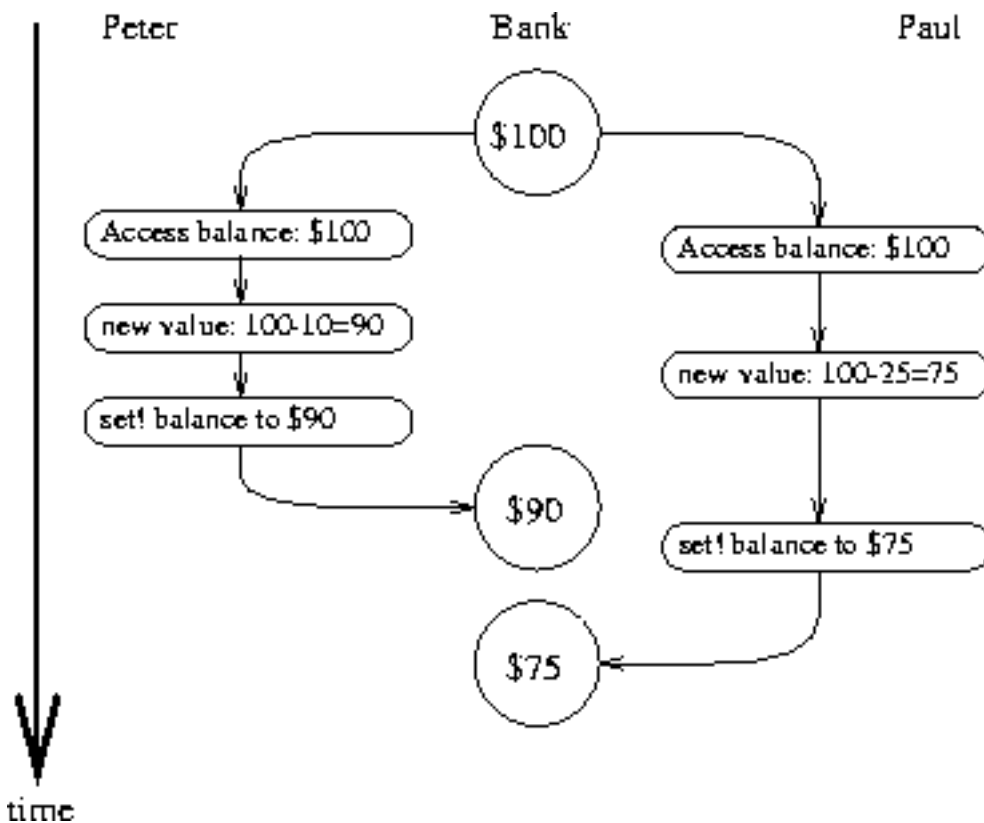 Peter
Bank
Paul
$100
Access balance: $100
Access balance: $100
new value: 100-10=90
new value: 100-25=75
set! balance to $90
$90
set! balance to $75
$75
time